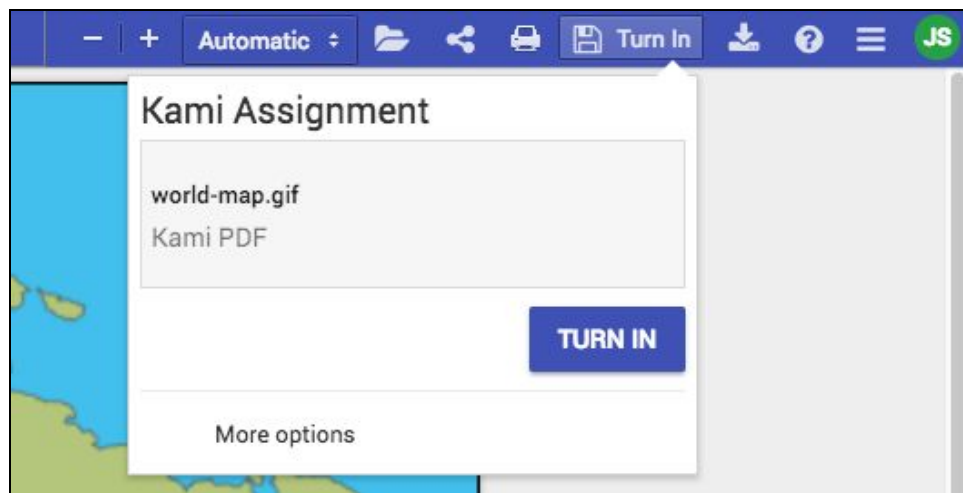 − + Automatic Turn In ? JS
Kami Assignment
world-map.gif
Kami PDF
TURN IN
More options